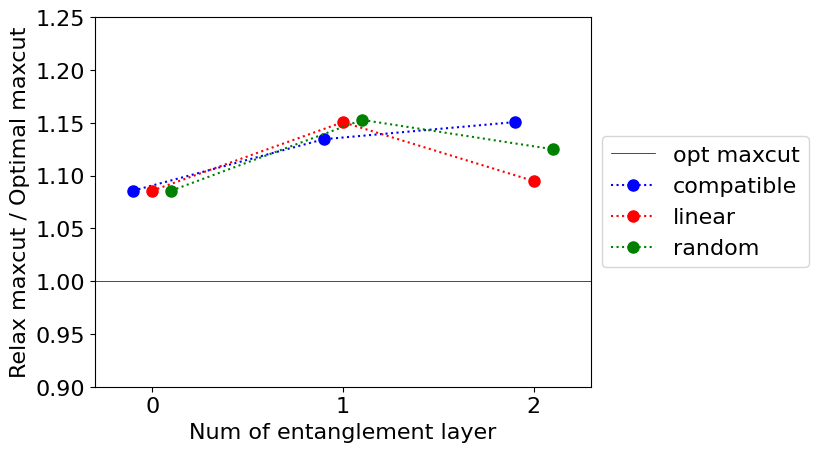 1.25
1.20
1.15
1.10
1.05
1.00
0.95
0.90
Relax maxcut / Optimal maxcut
0 1 2
Num of entanglement layer
opt maxcut
compatible
linear
random